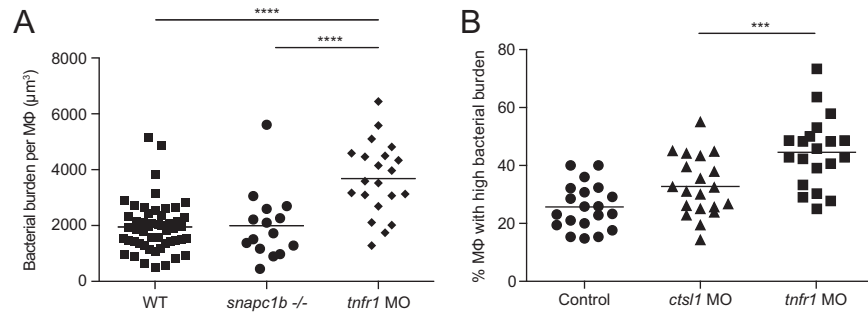 A
****
****
Bacterial burden per MΦ (µm³)
8000
6000
4000
2000
0
WT
snapc1b -/-
tnfr1 MO
B
***
% MΦ with high bacterial burden
80
60
40
20
0
Control
ctsl1 MO
tnfr1 MO